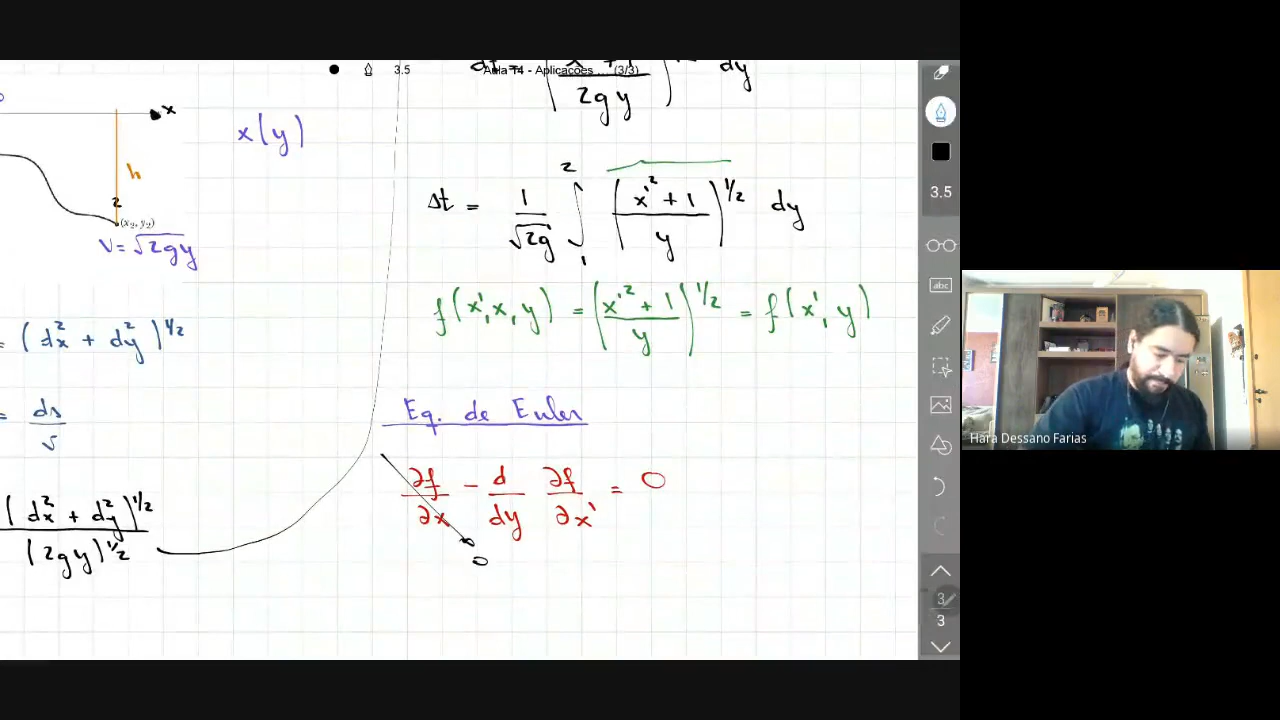 3.5 Aula 14 - Aplicações ... (3/3)
x
x(y)
h
2
(x₂, y₂)
v = √2gy
= (dx² + dy²)^1/2
= ds/v
(dx² + dy²)^1/2 / (2gy)^1/2
2gy dy
Δt = 1/√2g ∫₁² ((x'² + 1)/y)^1/2 dy
f(x', x, y) = ((x'² + 1)/y)^1/2 = f(x', y)
Eq. de Euler
∂f/∂x - d/dy ∂f/∂x' = 0
0
3.5
abc
3
3
Hara Dessano Farias